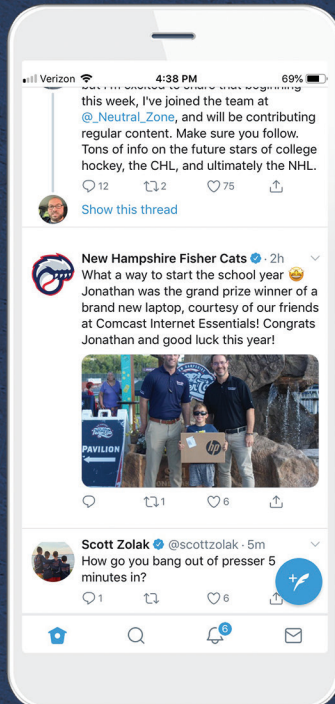 Verizon 4:38 PM 69%
but I'm excited to share that beginning
this week, I've joined the team at
@_Neutral_Zone, and will be contributing
regular content. Make sure you follow.
Tons of info on the future stars of college
hockey, the CHL, and ultimately the NHL.
12 2 75
Show this thread
New Hampshire Fisher Cats · 2h
What a way to start the school year 🤩
Jonathan was the grand prize winner of a
brand new laptop, courtesy of our friends
at Comcast Internet Essentials! Congrats
Jonathan and good luck this year!
PAVILION
hp
1 6
Scott Zolak @scottzolak · 5m
How go you bang out of presser 5
minutes in?
1 6
6